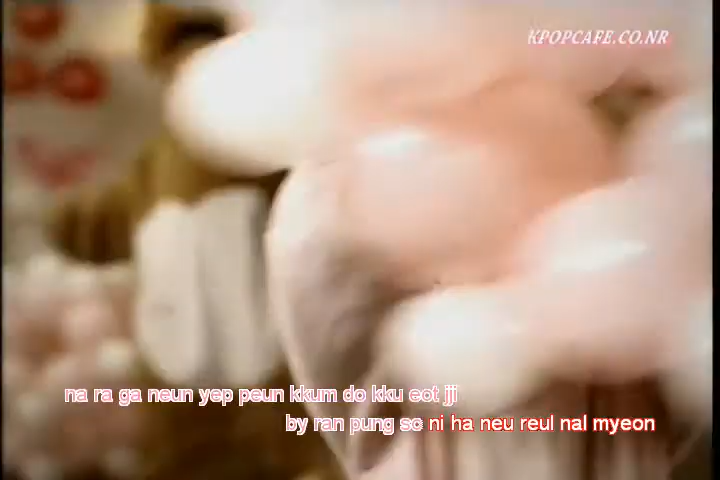 KPOPCAFE.CO.NR
na ra ga neun yep peun kkum do kku eot jji
by ran pung so ni ha neu reul nal myeon